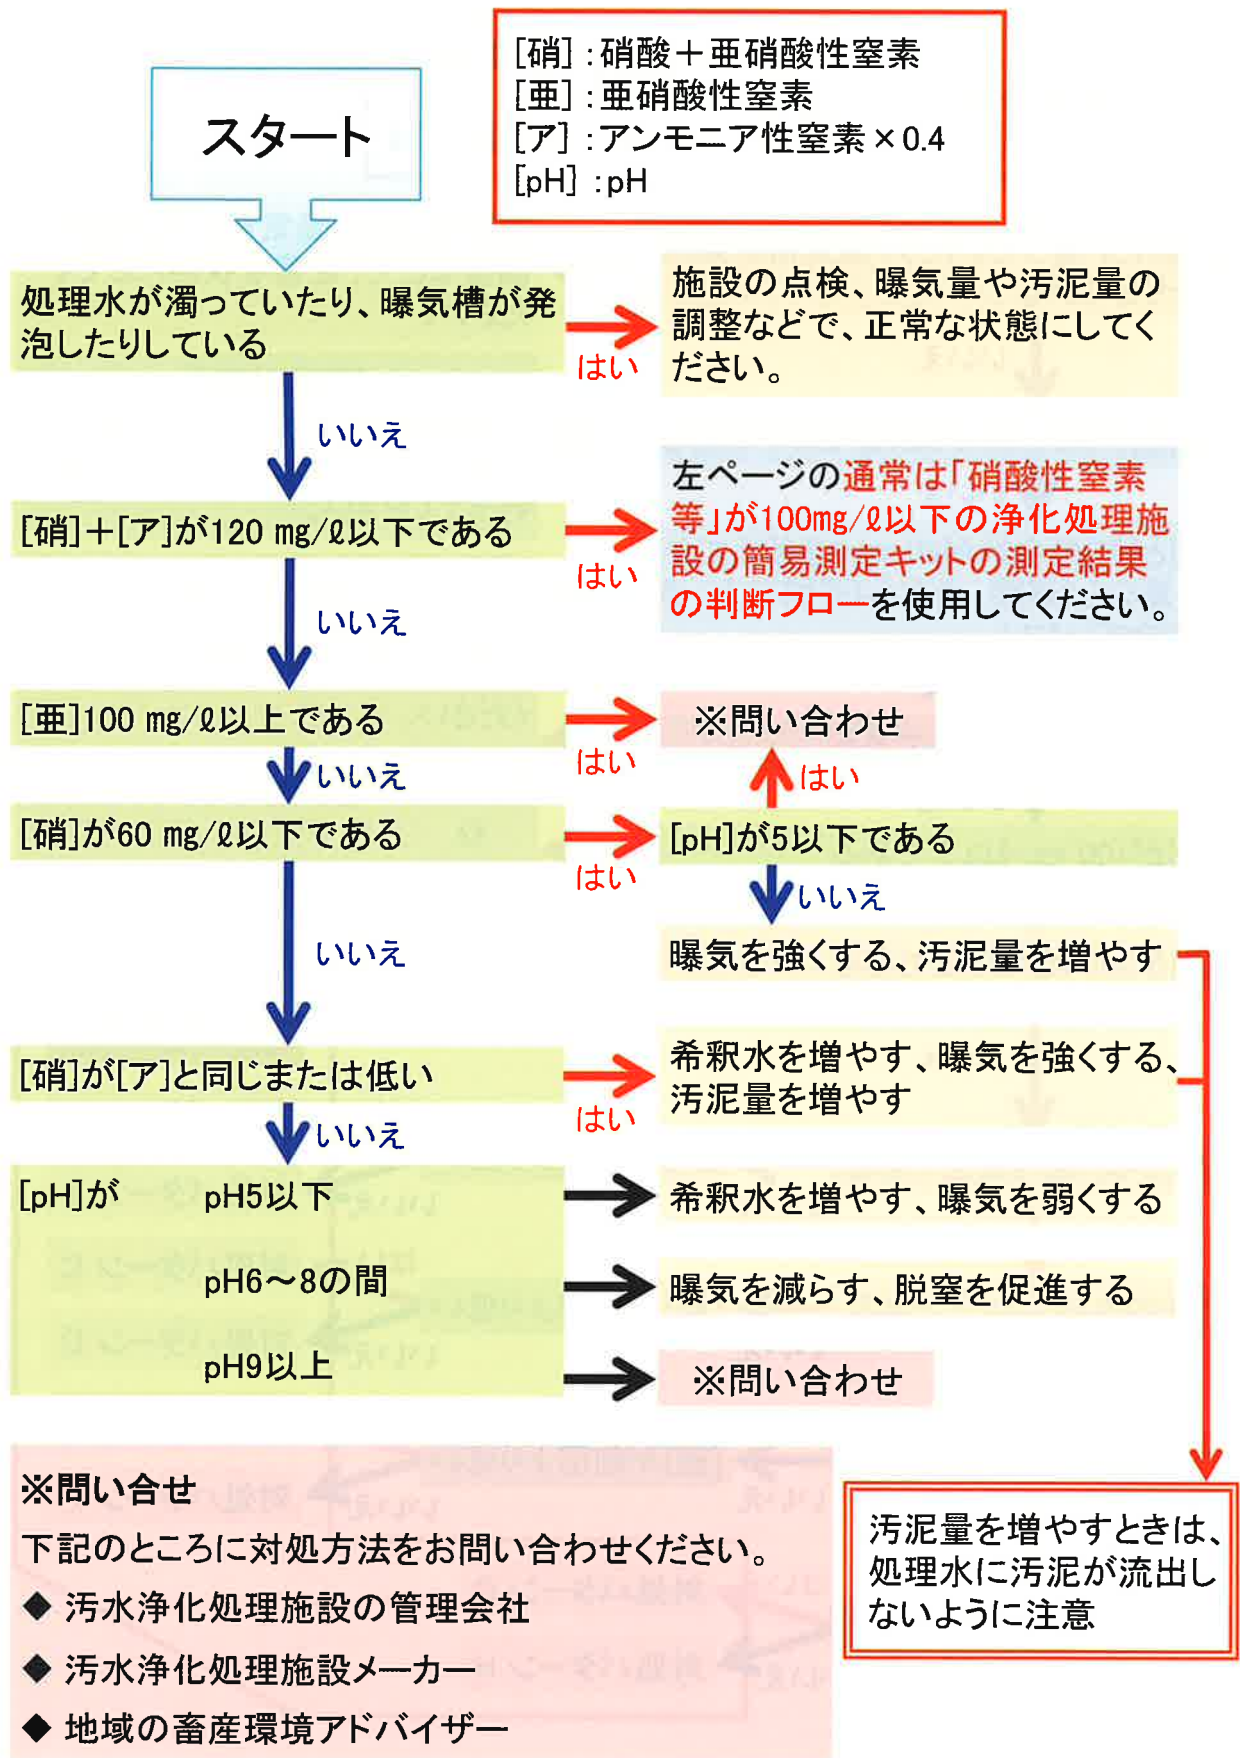 スタート
[硝]：硝酸＋亜硝酸性窒素
[亜]：亜硝酸性窒素
[ア]：アンモニア性窒素×0.4
[pH]：pH
処理水が濁っていたり、曝気槽が発
泡したりしている
はい
施設の点検、曝気量や汚泥量の
調整などで、正常な状態にしてく
ださい。
いいえ
[硝]＋[ア]が120 mg/ℓ以下である
はい
左ページの通常は「硝酸性窒素
等」が100mg/ℓ以下の浄化処理施
設の簡易測定キットの測定結果
の判断フローを使用してください。
いいえ
[亜]100 mg/ℓ以上である
はい
※問い合わせ
いいえ
はい
[硝]が60 mg/ℓ以下である
はい
[pH]が5以下である
いいえ
いいえ
曝気を強くする、汚泥量を増やす
[硝]が[ア]と同じまたは低い
はい
希釈水を増やす、曝気を強くする、
汚泥量を増やす
いいえ
[pH]が pH5以下
希釈水を増やす、曝気を弱くする
pH6～8の間
曝気を減らす、脱窒を促進する
pH9以上
※問い合わせ
※問い合せ
下記のところに対処方法をお問い合わせください。
◆ 汚水浄化処理施設の管理会社
◆ 汚水浄化処理施設メーカー
◆ 地域の畜産環境アドバイザー
汚泥量を増やすときは、
処理水に汚泥が流出し
ないように注意